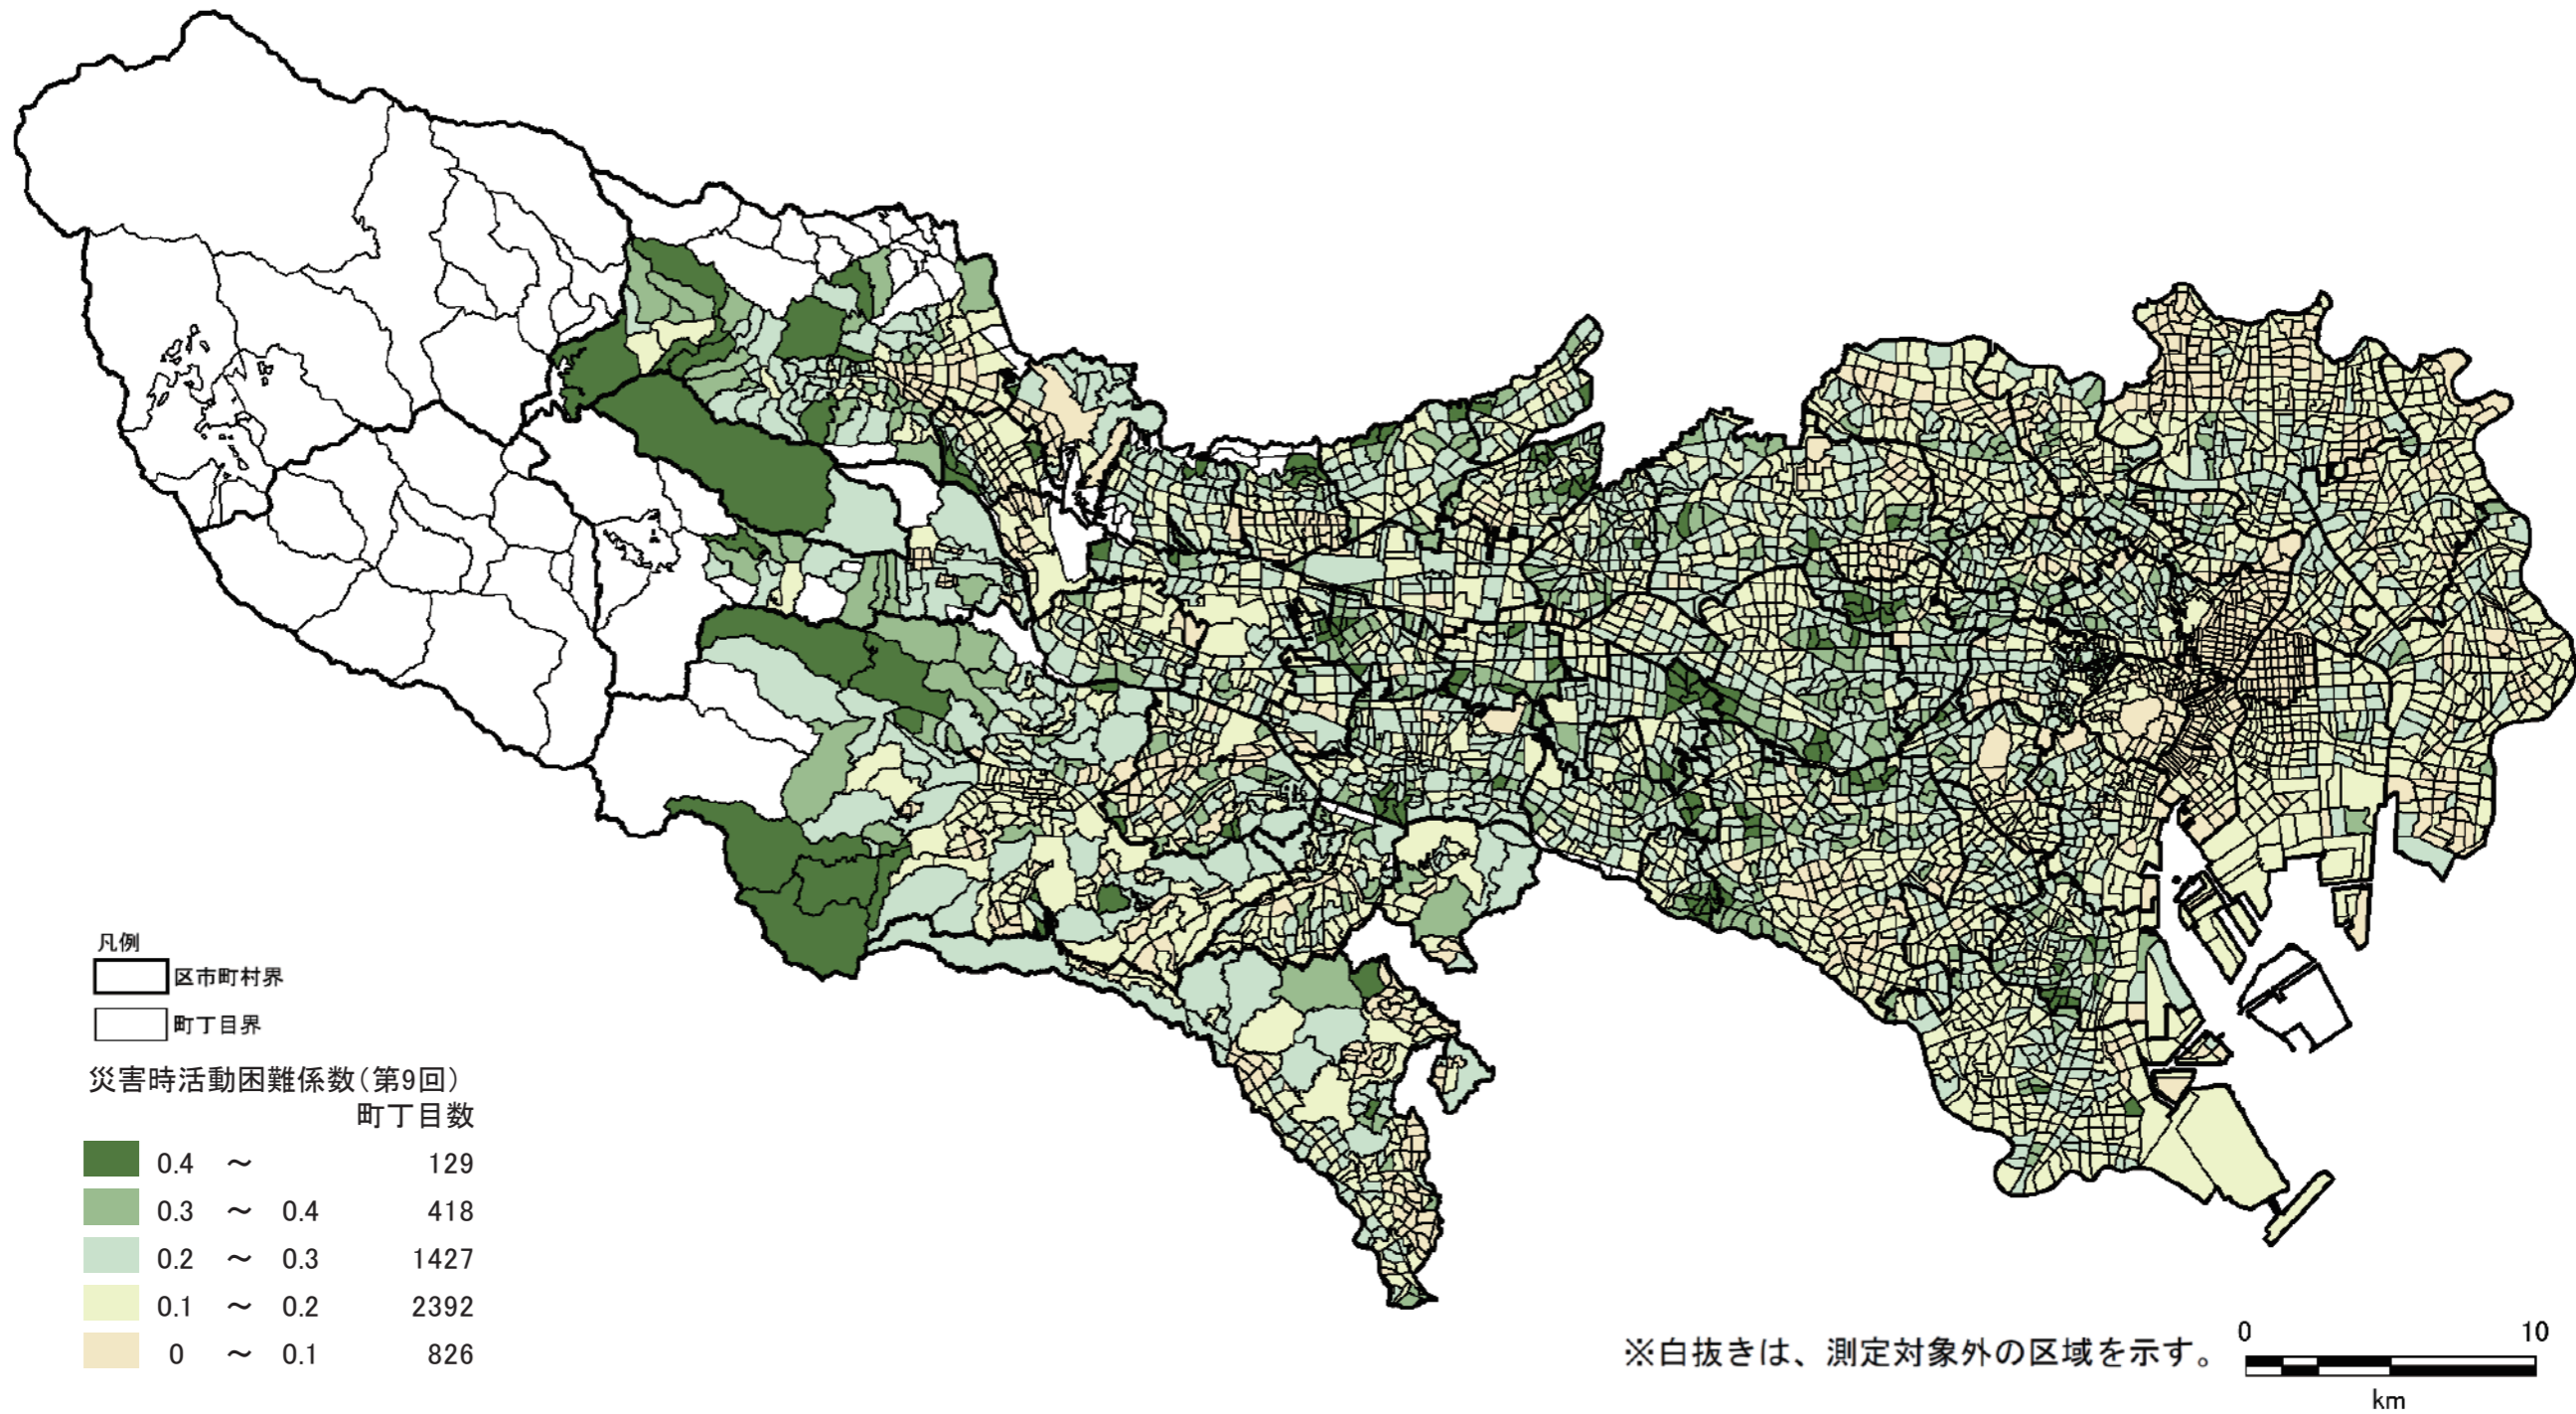 凡例
区市町村界
町丁目界
災害時活動困難係数(第9回)
町丁目数
0.4 ～ 129
0.3 ～ 0.4 418
0.2 ～ 0.3 1427
0.1 ～ 0.2 2392
0 ～ 0.1 826
※白抜きは、測定対象外の区域を示す。
0 10
km